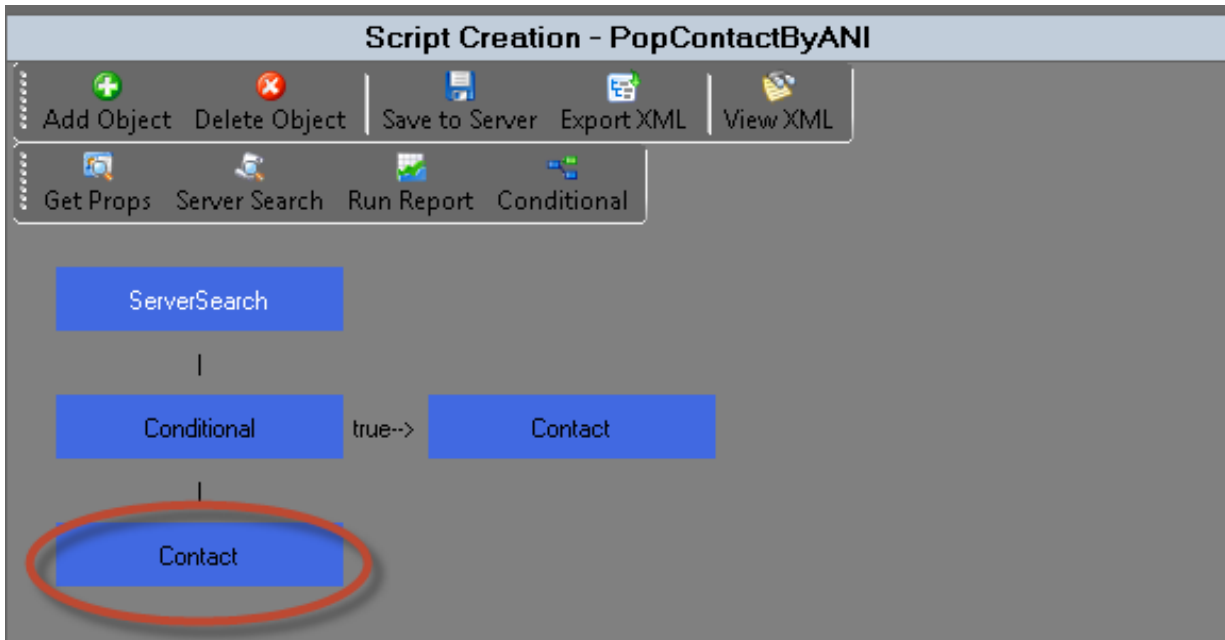 Script Creation - PopContactByANI
Add Object Delete Object Save to Server Export XML View XML
Get Props Server Search Run Report Conditional
ServerSearch
Conditional true--> Contact
Contact